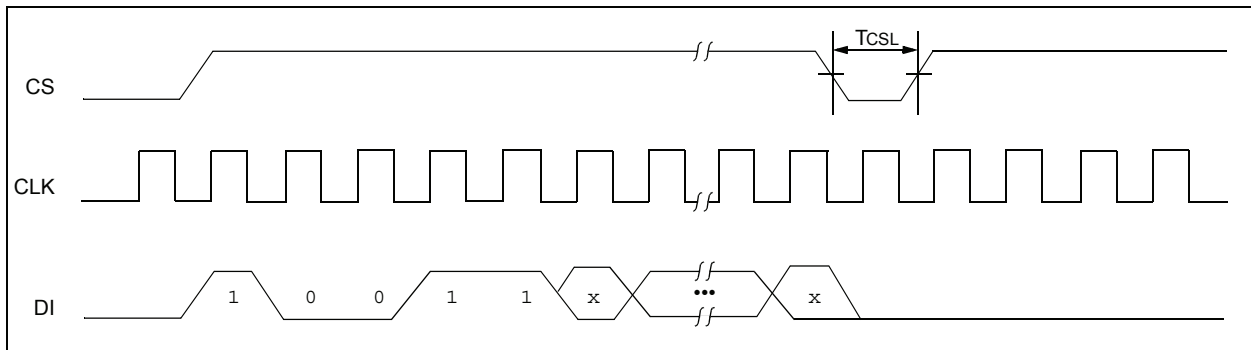 TCSL
CS
CLK
DI
1 0 0 1 1 x ••• x